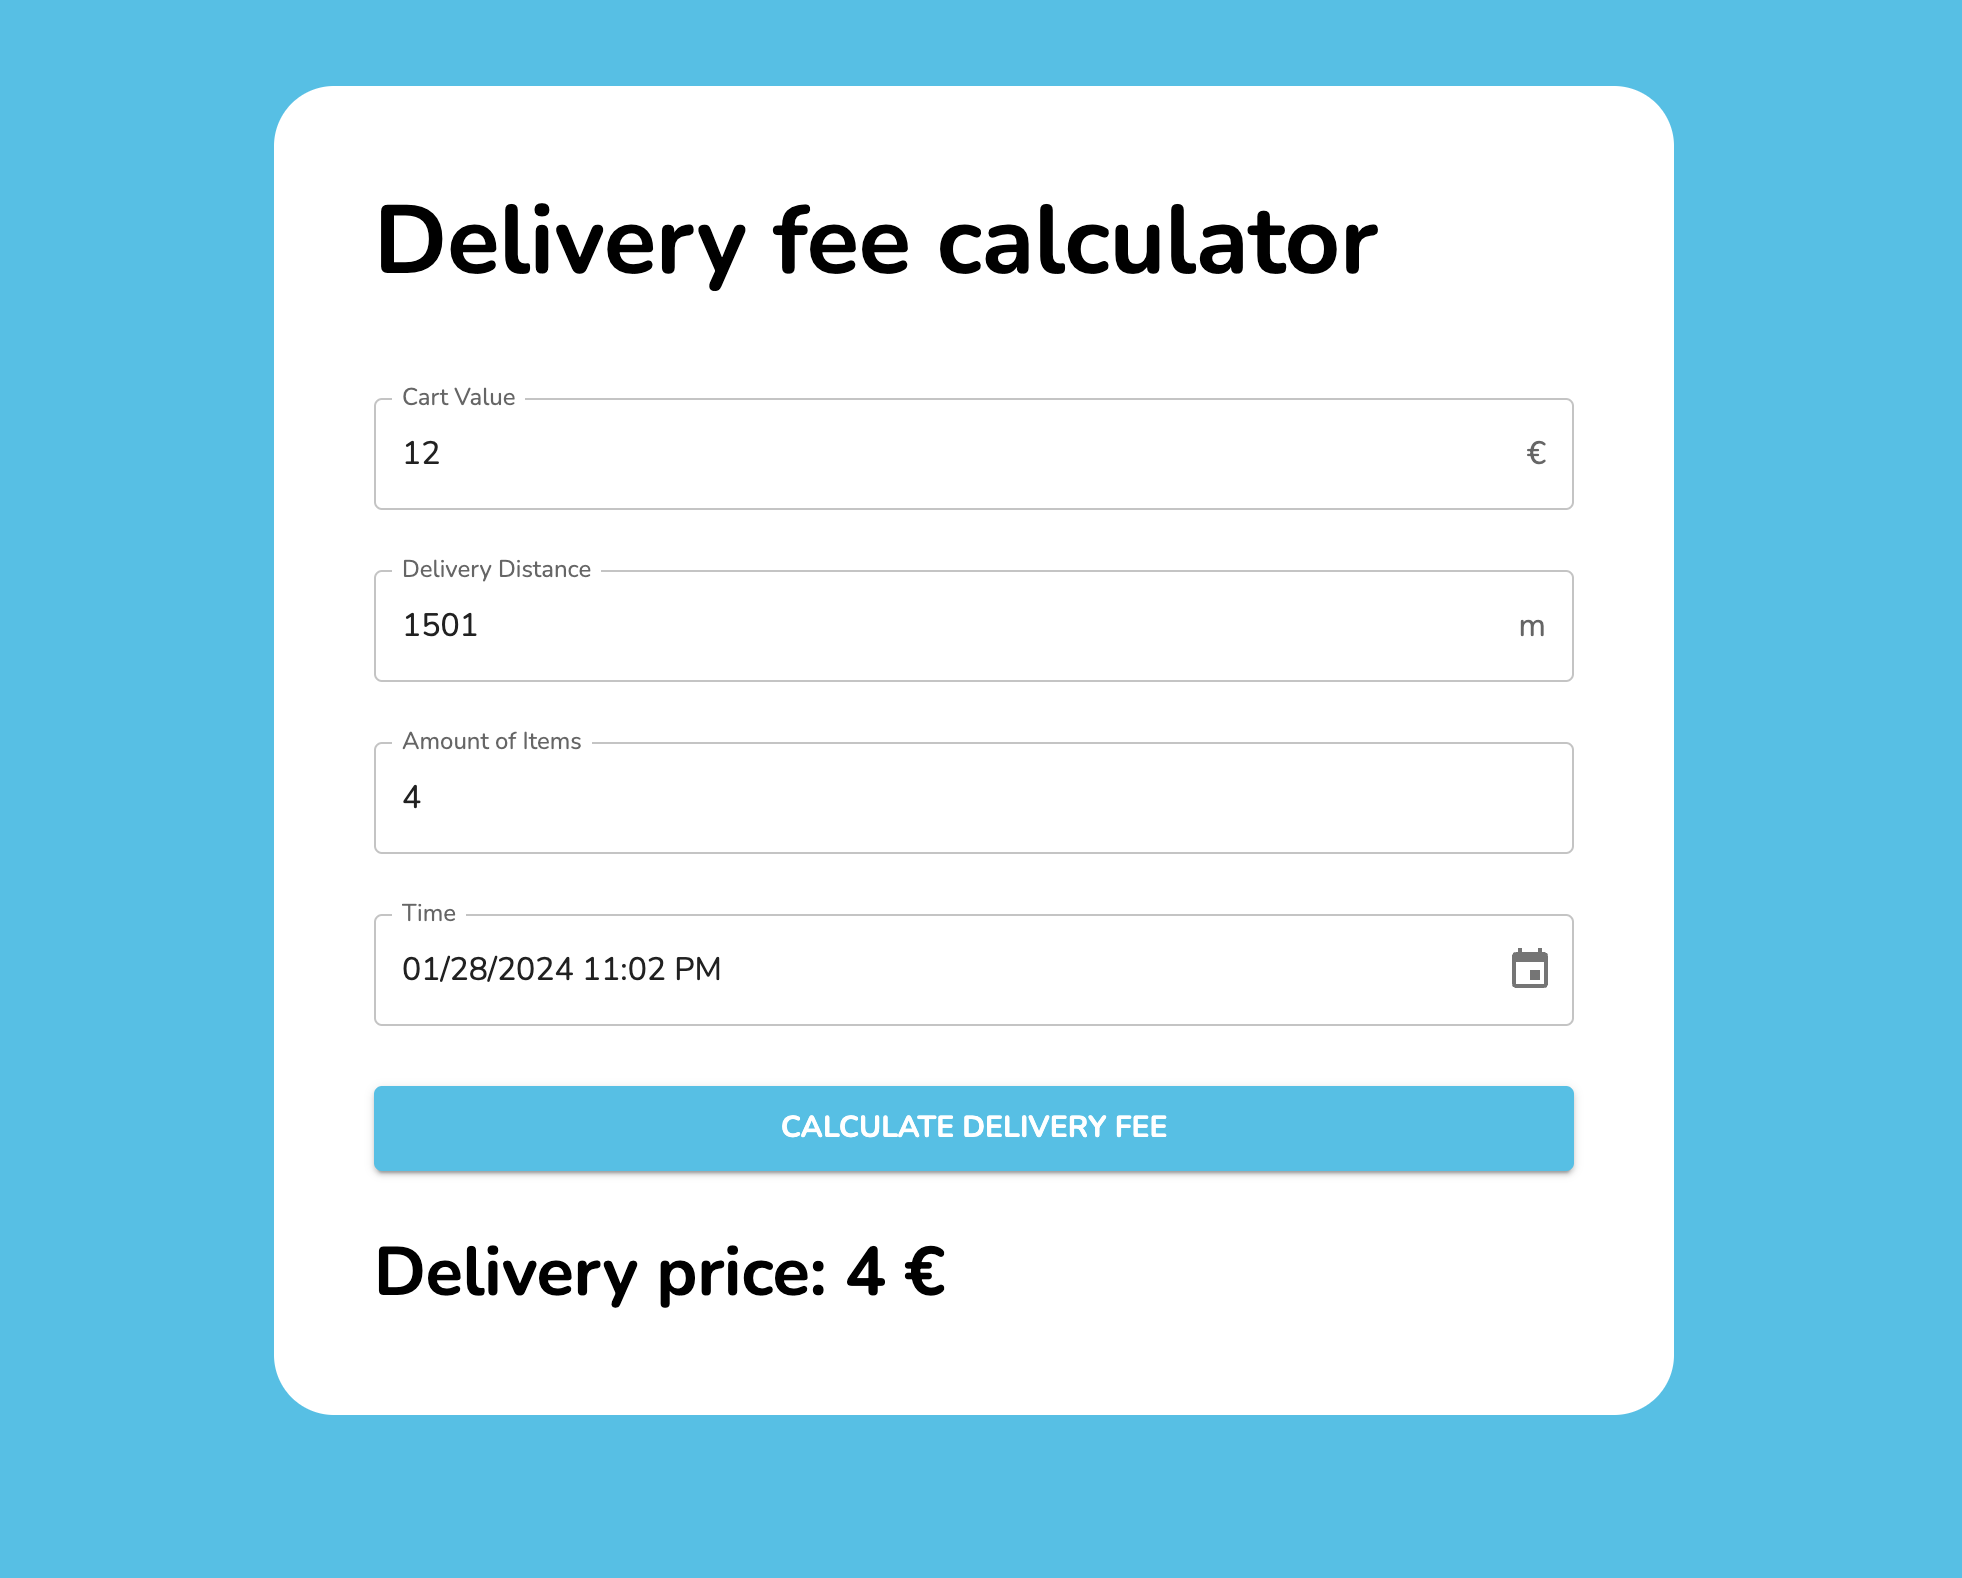 Delivery fee calculator
Cart Value
12 €
Delivery Distance
1501 m
Amount of Items
4
Time
01/28/2024 11:02 PM
CALCULATE DELIVERY FEE
Delivery price: 4 €